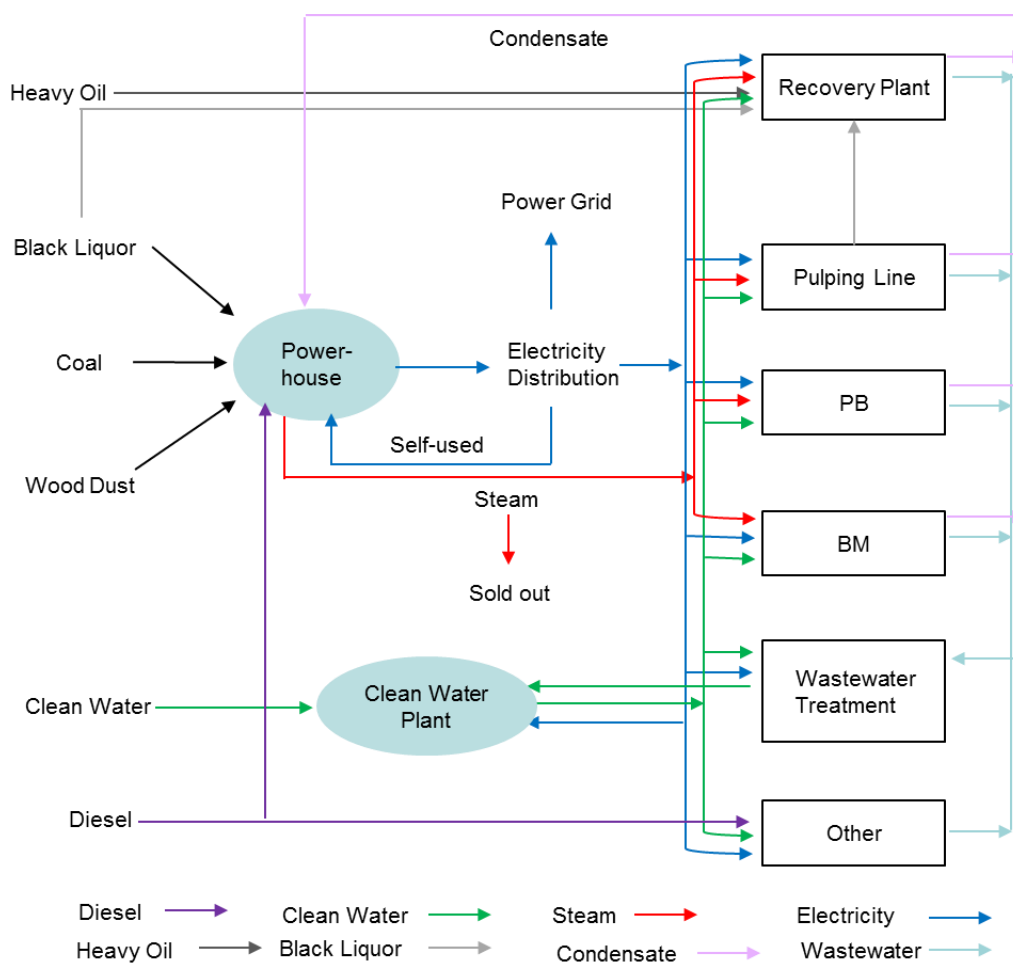 Condensate
Heavy Oil
Recovery Plant
Power Grid
Black Liquor
Pulping Line
Coal
Power-
house
Electricity
Distribution
PB
Self-used
Wood Dust
Steam
BM
Sold out
Clean Water
Clean Water
Plant
Wastewater
Treatment
Diesel
Other
Diesel
Clean Water
Steam
Electricity
Heavy Oil
Black Liquor
Condensate
Wastewater